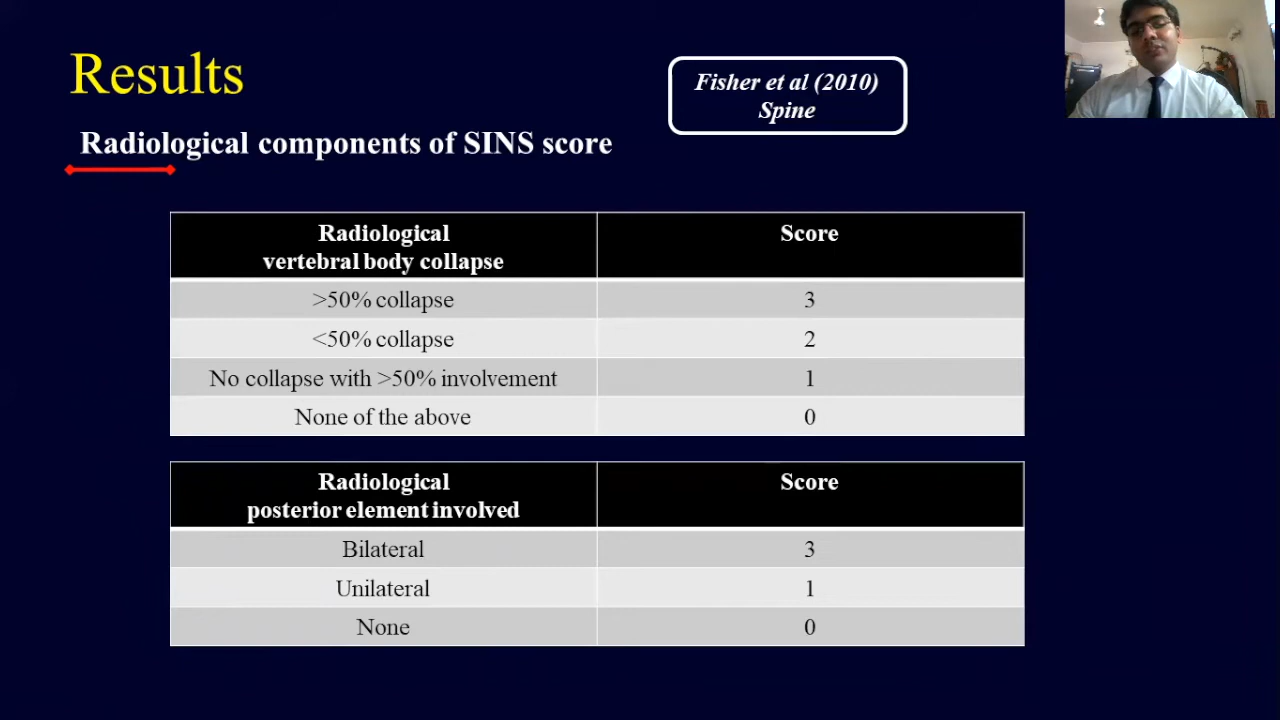 Results
Fisher et al (2010)
Spine
Radiological components of SINS score
Radiological
vertebral body collapse
Score
>50% collapse
3
<50% collapse
2
No collapse with >50% involvement
1
None of the above
0
Radiological
posterior element involved
Score
Bilateral
3
Unilateral
1
None
0